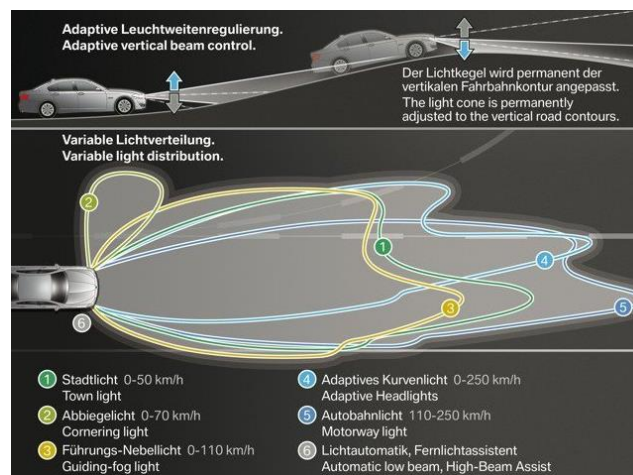 Adaptive Leuchtweitenregulierung.
Adaptive vertical beam control.
Der Lichtkegel wird permanent der
vertikalen Fahrbahnkontur angepasst.
The light cone is permanently
adjusted to the vertical road contours.
Variable Lichtverteilung.
Variable light distribution.
2
1
4
6
3
5
1 Stadtlicht 0-50 km/h
Town light
2 Abbiegelicht 0-70 km/h
Cornering light
3 Führungs-Nebellicht 0-110 km/h
Guiding-fog light
4 Adaptives Kurvenlicht 0-250 km/h
Adaptive Headlights
5 Autobahnlicht 110-250 km/h
Motorway light
6 Lichtautomatik, Fernlichtassistent
Automatic low beam, High-Beam Assist